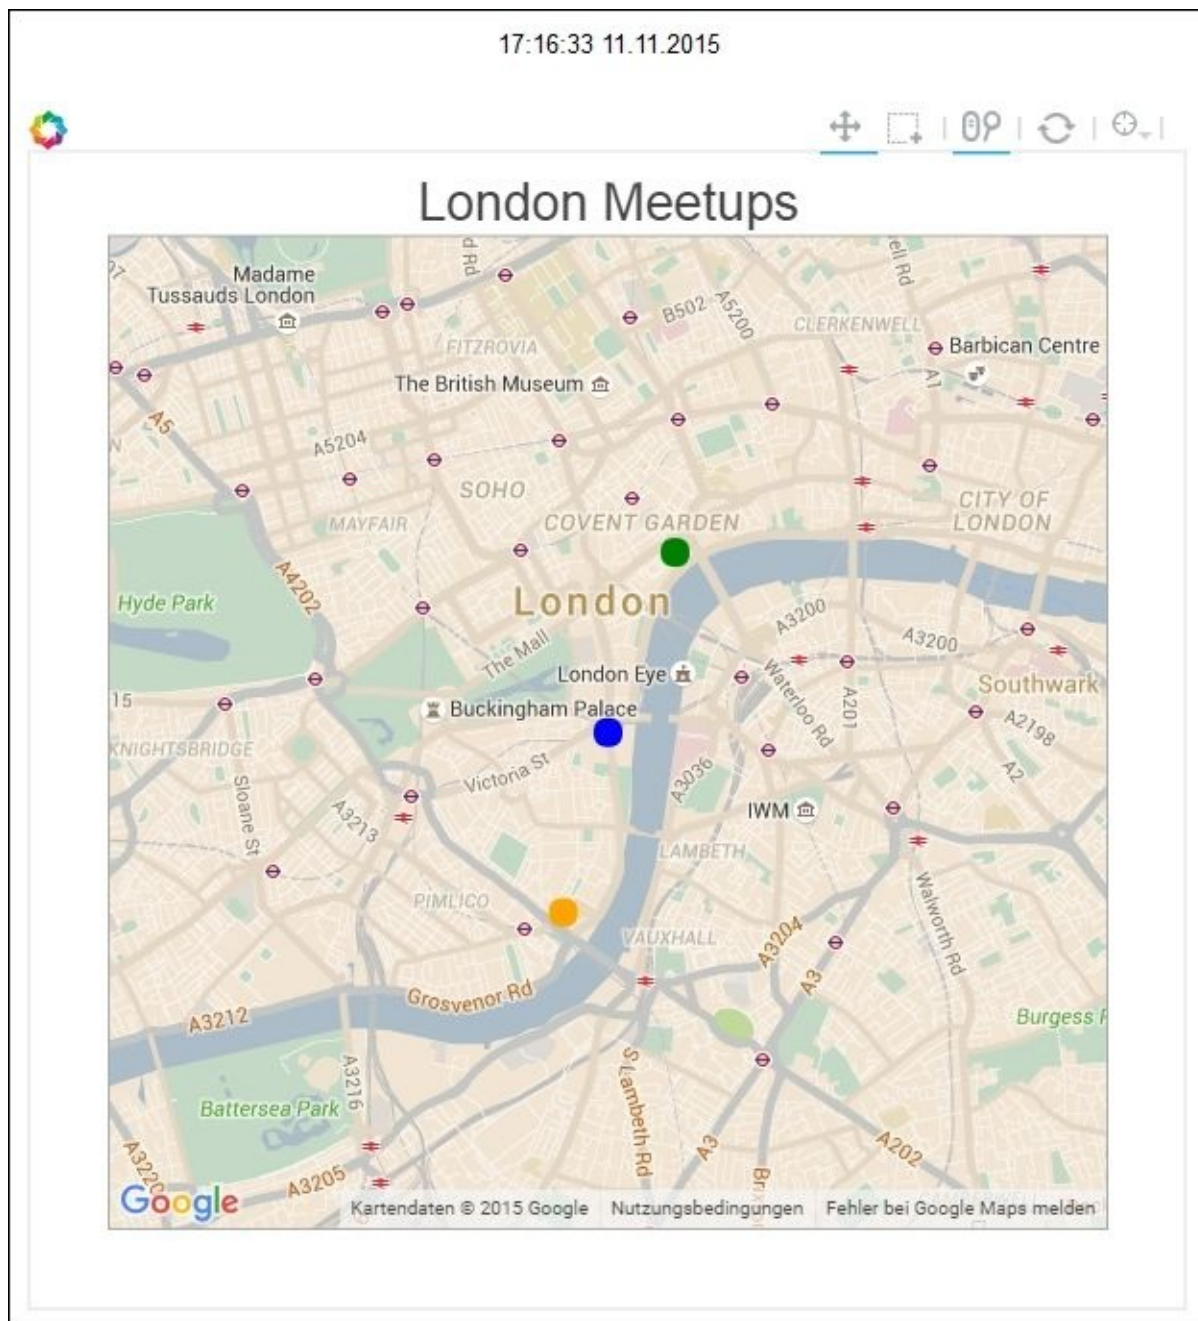 17:16:33 11.11.2015
London Meetups
Madame
Tussauds London
B502
A5200
CLERKENWELL
FITZROVIA
Barbican Centre
The British Museum
A1
A5
A5204
SOHO
CITY OF
LONDON
MAYFAIR
COVENT GARDEN
A4202
Hyde Park
London
A3200
A3200
The Mall
London Eye
Waterloo Rd
Southwark
15
A201
Buckingham Palace
A2198
KNIGHTSBRIDGE
Victoria St
A3036
A2
Sloane St
A3213
IWM
LAMBETH
Walworth Rd
PIMLICO
VAUXHALL
A3204
A3
Grosvenor Rd
A3212
Burgess
A3216
S Lambeth Rd
Battersea Park
A3
A202
A3205
Google
Kartendaten © 2015 Google
Nutzungsbedingungen
Fehler bei Google Maps melden